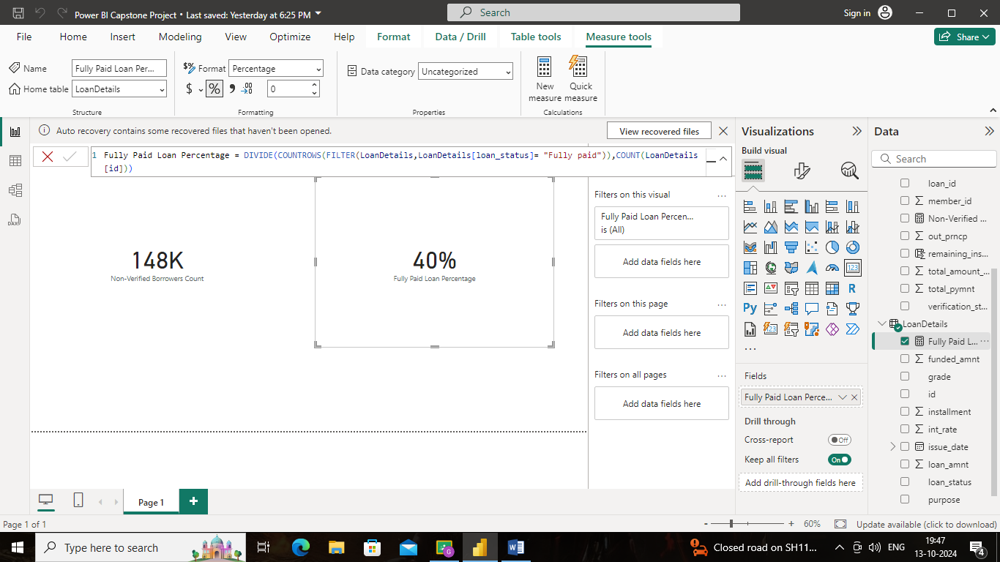 Power BI Capstone Project • Last saved: Yesterday at 6:25 PM
Search
Sign in
File Home Insert Modeling View Optimize Help Format Data / Drill Table tools Measure tools
Share
Name
Fully Paid Loan Per...
Home table
LoanDetails
Structure
Format
Percentage
$
%
0
Formatting
Data category
Uncategorized
Properties
New
measure
Quick
measure
Calculations
Auto recovery contains some recovered files that haven't been opened.
View recovered files
1 Fully Paid Loan Percentage = DIVIDE(COUNTROWS(FILTER(LoanDetails,LoanDetails[loan_status]= "Fully paid")),COUNT(LoanDetails
[id]))
148K
Non-Verified Borrowers Count
40%
Fully Paid Loan Percentage
Filters on this visual
...
Fully Paid Loan Percen...
is (All)
Add data fields here
Filters on this page
...
Add data fields here
Filters on all pages
...
Add data fields here
Visualizations
Build visual
123
R
Py
123
...
Fields
Fully Paid Loan Perce...
Drill through
Cross-report
Off
Keep all filters
On
Add drill-through fields here
Data
Search
loan_id
member_id
Non-Verified ...
out_prncp
remaining_ins...
total_amount_...
total_pymnt
verification_st...
LoanDetails
Fully Paid L...
...
funded_amnt
grade
id
installment
int_rate
issue_date
loan_amnt
loan_status
purpose
DAX
Page 1
+
Page 1 of 1
- + 60%
Update available (click to download)
Type here to search
Closed road on SH11...
ENG
19:47
13-10-2024
4